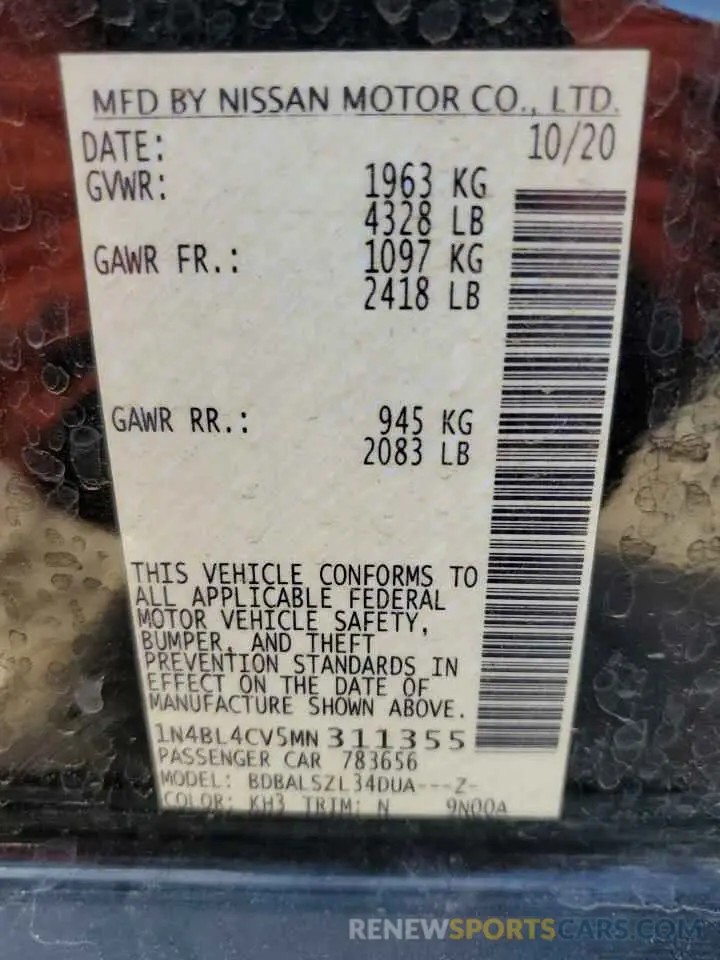 MFD BY NISSAN MOTOR CO., LTD.
DATE: 10/20
GVWR: 1963 KG
4328 LB
GAWR FR.: 1097 KG
2418 LB
GAWR RR.: 945 KG
2083 LB
THIS VEHICLE CONFORMS TO
ALL APPLICABLE FEDERAL
MOTOR VEHICLE SAFETY,
BUMPER, AND THEFT
PREVENTION STANDARDS IN
EFFECT ON THE DATE OF
MANUFACTURE SHOWN ABOVE.
1N4BL4CV5MN311355
PASSENGER CAR 783656
MODEL: BDBALSZL34DUA---Z-
COLOR: KH3 TRIM: N 9N00A
RENEWSPORTSCARS.COM